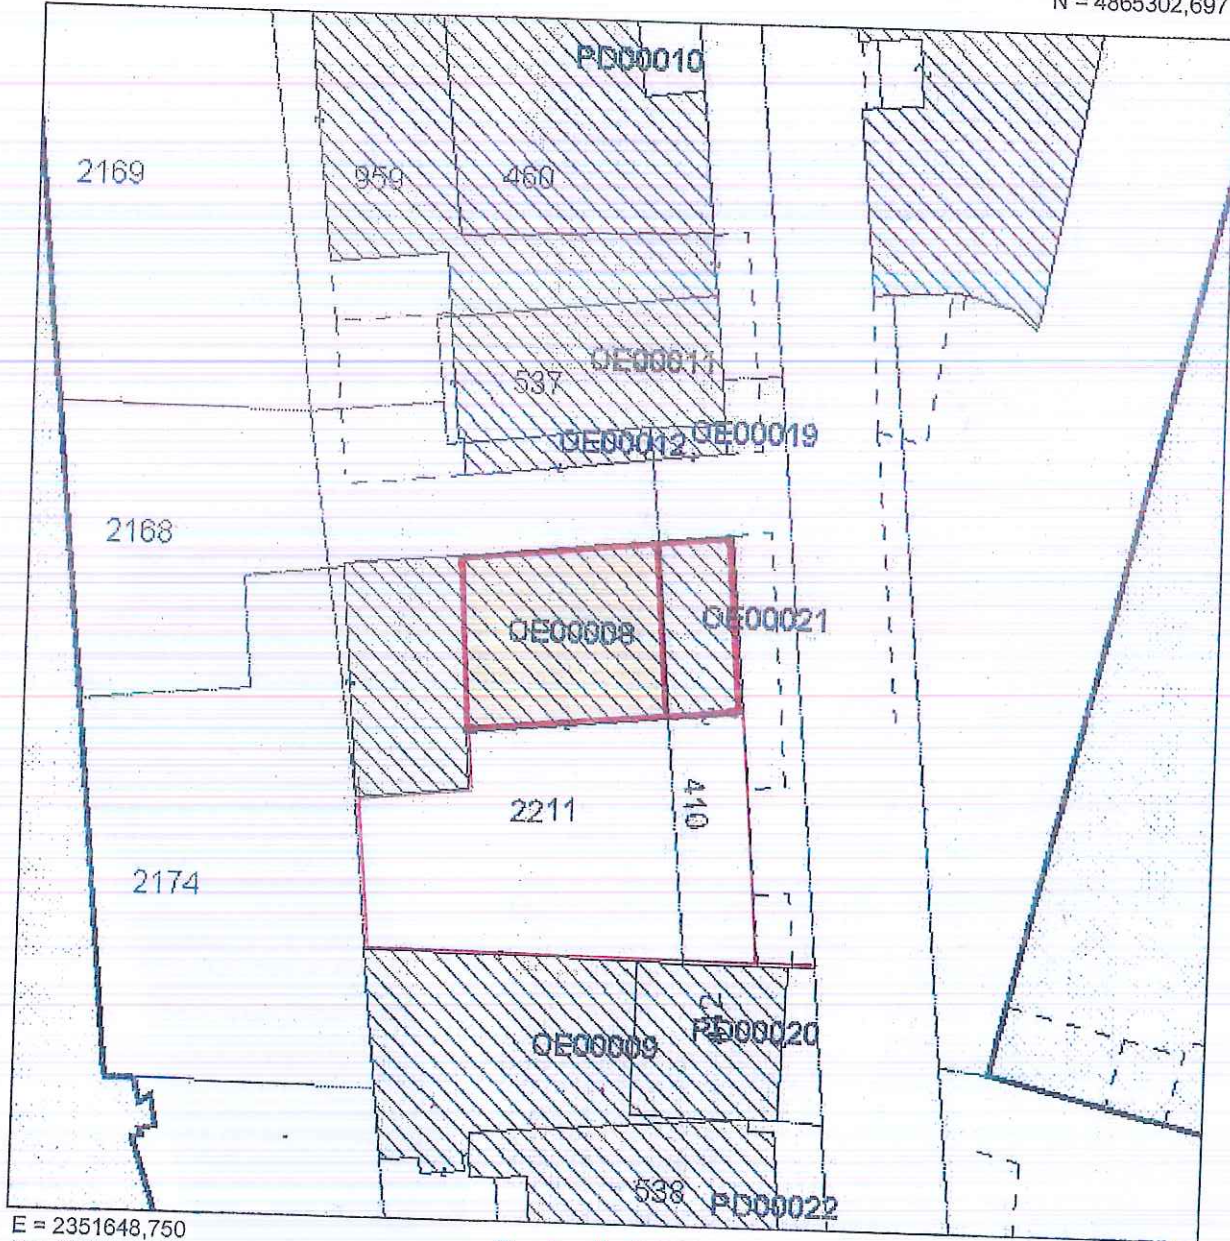 N = 4865302,697
PD00010
2169
959
460
OE00011
537
OE00012
OE00019
2168
OE00008
OE00021
2211
410
2174
OE00009
PD00020
538
PD00022
E = 2351648,750